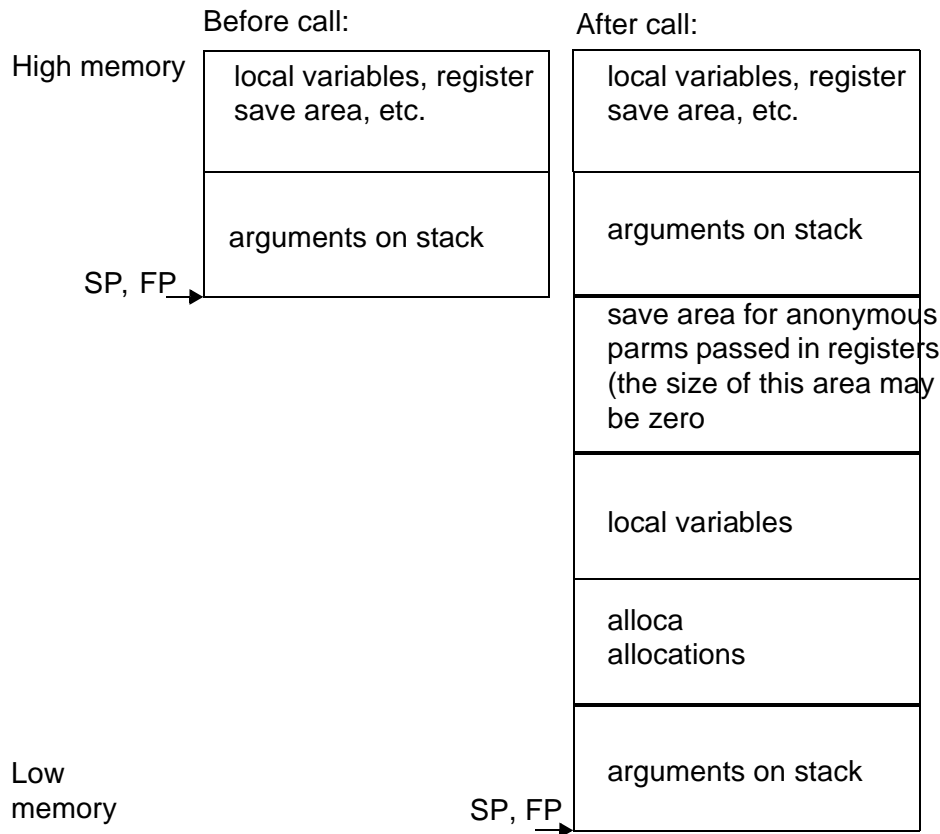 Before call:
After call:
High memory
local variables, register
save area, etc.
arguments on stack
SP, FP
local variables, register
save area, etc.
arguments on stack
save area for anonymous
parms passed in registers
(the size of this area may
be zero
local variables
alloca
allocations
arguments on stack
Low
memory
SP, FP